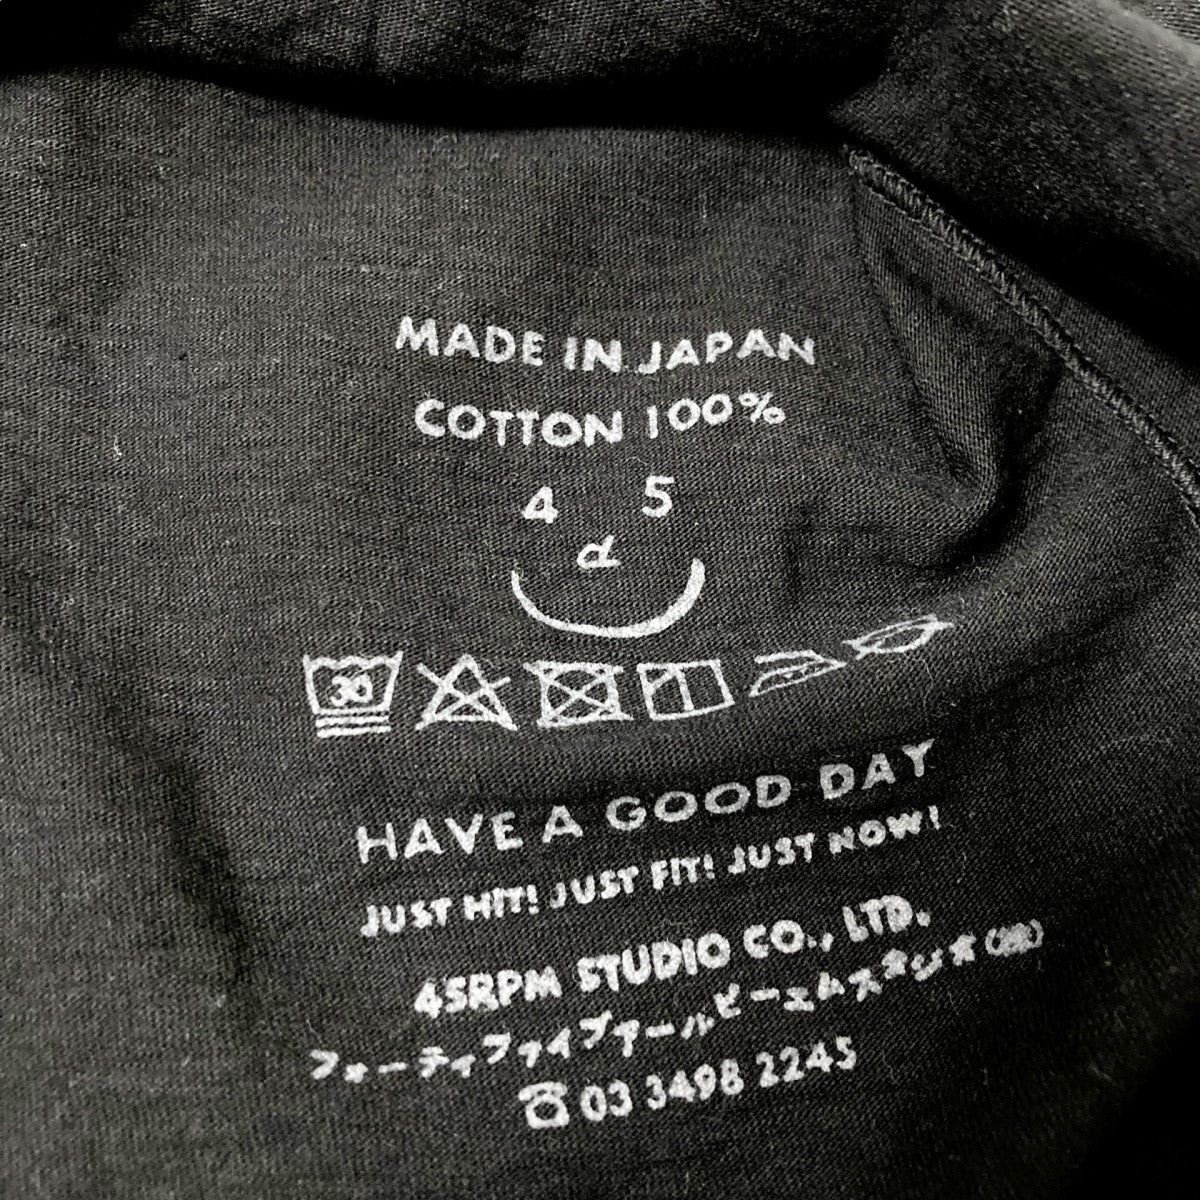 MADE IN JAPAN
COTTON 100%
4 5
d
30
HAVE A GOOD DAY
JUST HIT! JUST FIT! JUST NOW!
45RPM STUDIO CO., LTD.
フォーティファイブアールピーエムスタジオ(株)
☎03 3498 2245